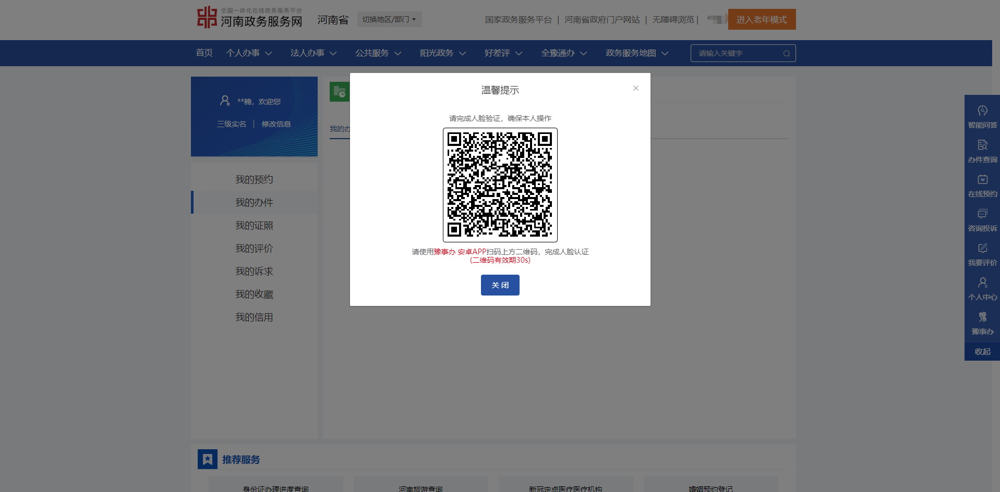 全国一体化在线政务服务平台
河南政务服务网
河南省
切换地区/部门
国家政务服务平台 | 河南省政府门户网站 | 无障碍浏览 |
进入老年模式
首页 个人办事 法人办事 公共服务 阳光政务 好差评 全豫通办 政务服务地图
请输入关键字
**楠，欢迎您
三级实名 | 修改信息
我的预约
我的办件
我的证照
我的评价
我的诉求
我的收藏
我的信用
我的办
温馨提示
请完成人脸验证，确保本人操作
请使用豫事办 安卓APP扫码上方二维码，完成人脸认证
(二维码有效期30s)
关闭
智能问答
办件查询
在线预约
咨询投诉
我要评价
个人中心
豫事办
收起
推荐服务
身份证办理进度查询
河南旅游查询
新冠定点医疗医疗机构
婚姻预约登记